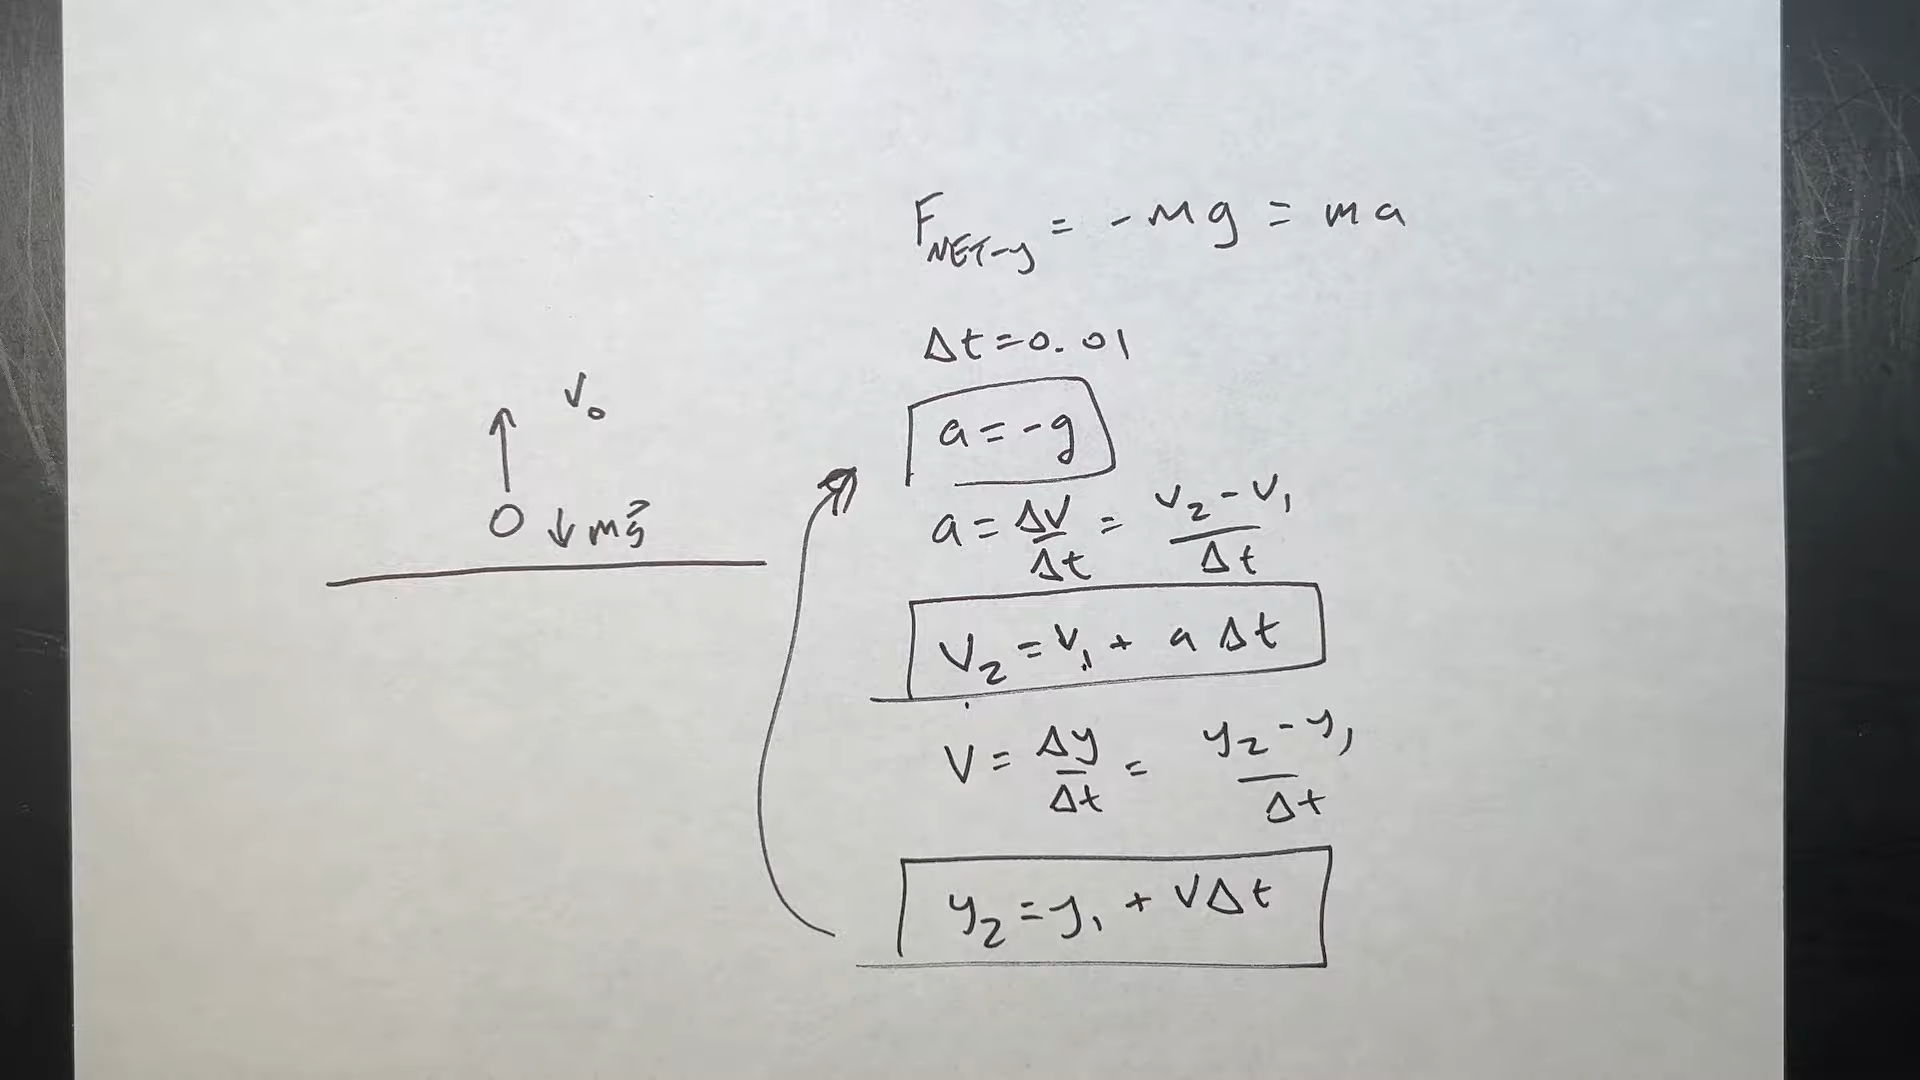 F_NET-y = -mg = ma
Δt=0.01
v₀
a=-g
↓mg⃗
a = Δv/Δt = (v₂-v₁)/Δt
v₂=v₁+ a Δt
v = Δy/Δt = (y₂-y₁)/Δt
y₂=y₁ + vΔt